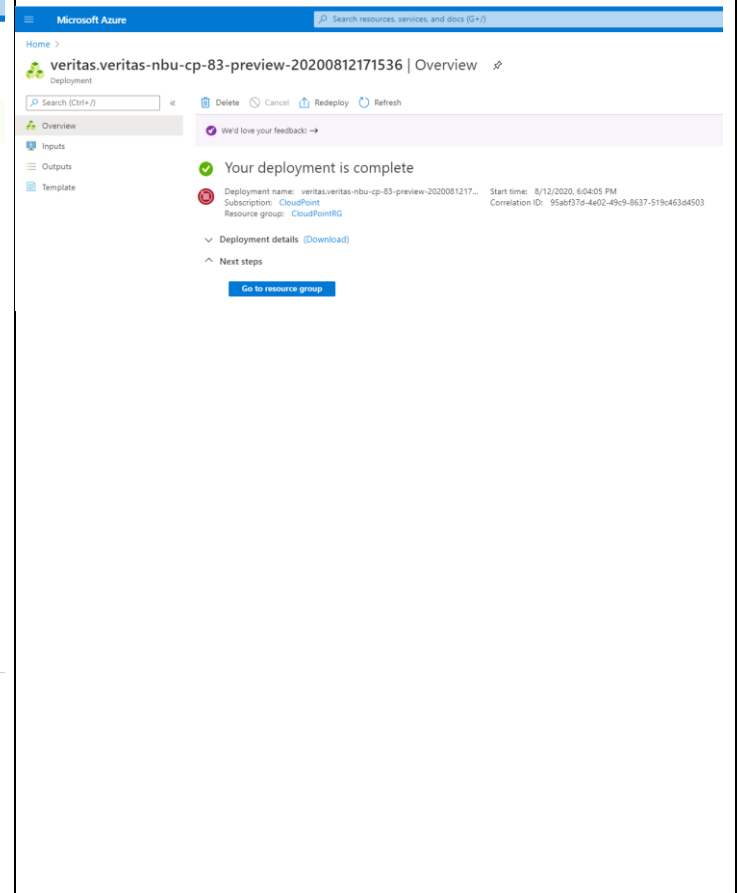 Microsoft Azure
Search resources, services, and docs (G+/)
Home >
veritas.veritas-nbu-cp-83-preview-20200812171536 | Overview
Deployment
Search (Ctrl+/)
«
Delete
Cancel
Redeploy
Refresh
Overview
Inputs
Outputs
Template
We'd love your feedback! →
Your deployment is complete
Deployment name: veritas.veritas-nbu-cp-83-preview-2020081217...
Subscription: CloudPoint
Resource group: CloudPointRG
Start time: 8/12/2020, 6:04:05 PM
Correlation ID: 95abf37d-4e02-49c9-8637-519c463d4503
Deployment details (Download)
Next steps
Go to resource group